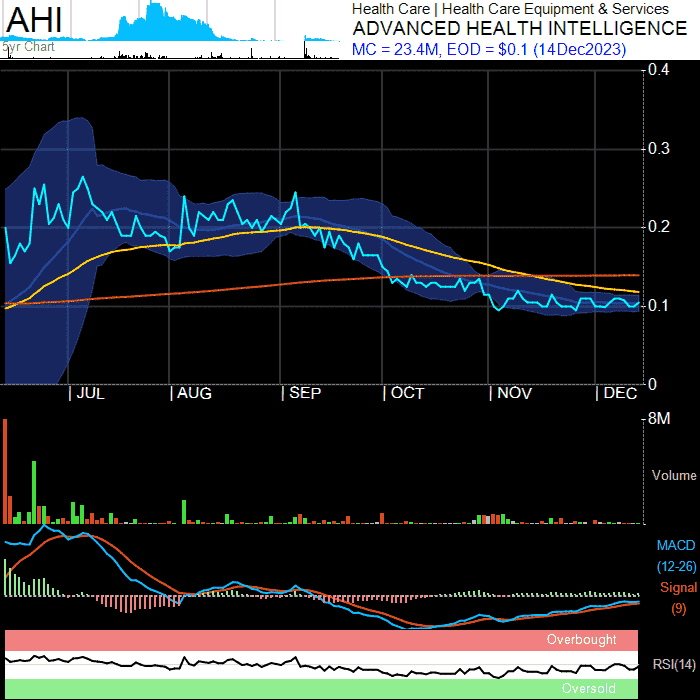 AHI
5yr Chart
Health Care | Health Care Equipment & Services
ADVANCED HEALTH INTELLIGENCE
MC = 23.4M, EOD = $0.1 (14Dec2023)
0.4
0.3
0.2
0.1
0
JUL AUG SEP OCT NOV DEC
8M
Volume
MACD
(12-26)
Signal
(9)
Overbought
RSI(14)
Oversold